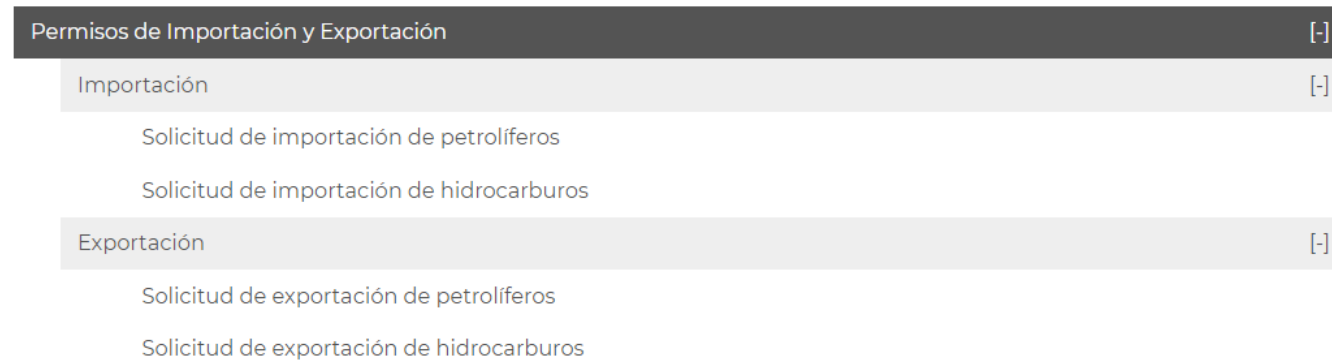 Permisos de Importación y Exportación [-]
Importación [-]
Solicitud de importación de petrolíferos
Solicitud de importación de hidrocarburos
Exportación [-]
Solicitud de exportación de petrolíferos
Solicitud de exportación de hidrocarburos